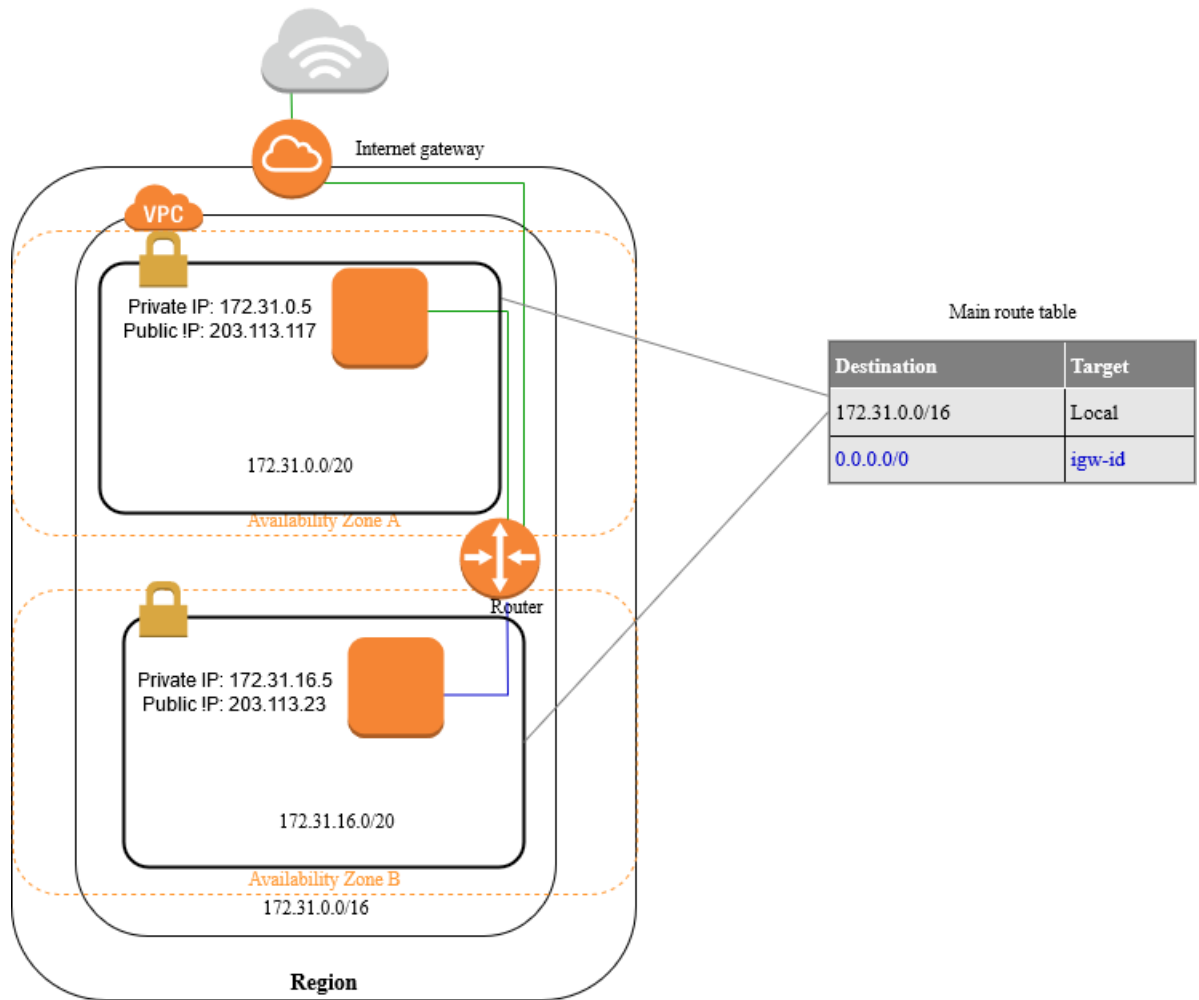 Internet gateway
VPC
Private IP: 172.31.0.5
Public !P: 203.113.117
172.31.0.0/20
Availability Zone A
Router
Private IP: 172.31.16.5
Public !P: 203.113.23
172.31.16.0/20
Availability Zone B
172.31.0.0/16
Region
Main route table
Destination Target
172.31.0.0/16 Local
0.0.0.0/0 igw-id